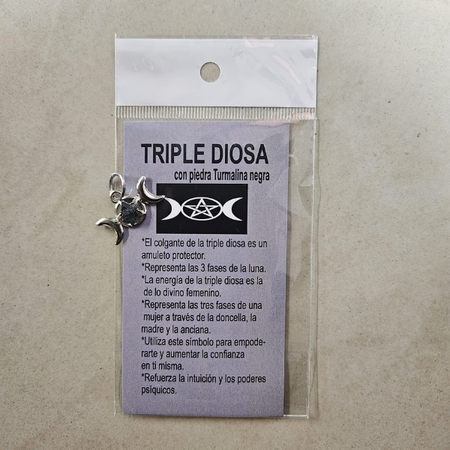 TRIPLE DIOSA
con piedra Turmalina negra
*El colgante de la triple diosa es un
amuleto protector.
*Representa las 3 fases de la luna.
*La energía de la triple diosa es la
de lo divino femenino.
*Representa las tres fases de una
mujer a través de la doncella, la
madre y la anciana.
*Utiliza este símbolo para empode-
rarte y aumentar la confianza
en ti misma.
*Refuerza la intuición y los poderes
psíquicos.